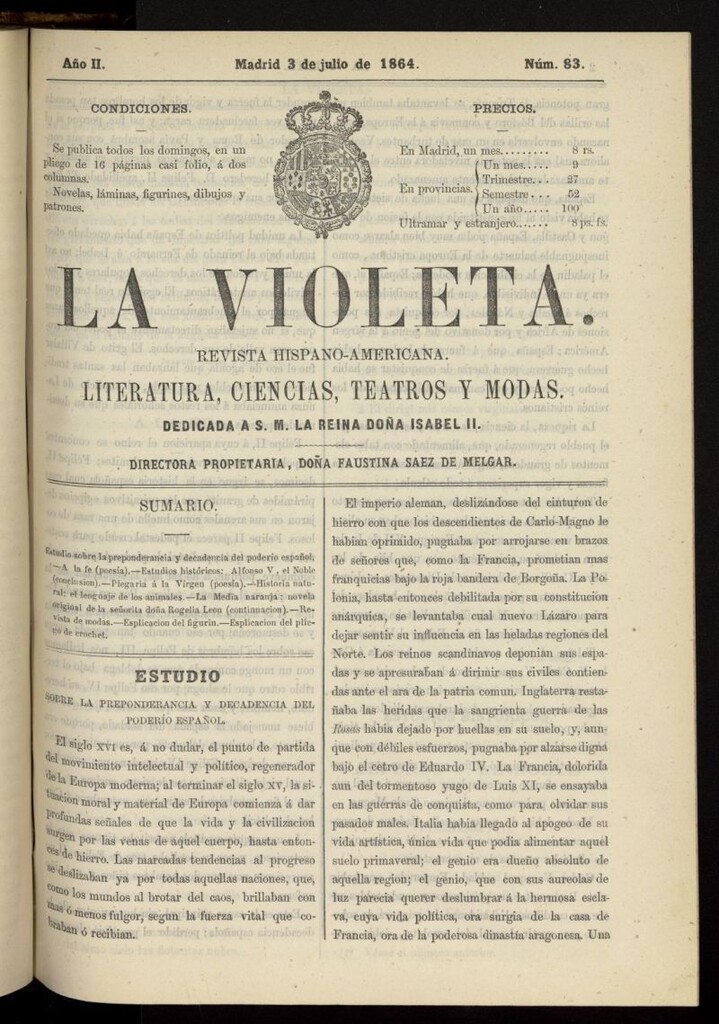 Año II.
Madrid 3 de julio de 1864.
Núm. 83.
CONDICIONES.
Se publica todos los domingos, en un
pliego de 16 páginas casi folio, á dos
columnas.
Novelas, láminas, figurines, dibujos y
patrones.
PRECIOS.
En Madrid, un mes......... 8 rs.
En provincias.
Un mes..... 9
Trimestre... 27
Semestre... 52
Un año..... 100
Ultramar y estranjero...... 8 ps. fs.
LA VIOLETA.
REVISTA HISPANO-AMERICANA.
LITERATURA, CIENCIAS, TEATROS Y MODAS.
DEDICADA A S. M. LA REINA DOÑA ISABEL II.
DIRECTORA PROPIETARIA, DOÑA FAUSTINA SAEZ DE MELGAR.
SUMARIO.
Estudio sobre la preponderancia y decadencia del poderío español.
—A la fe (poesía).—Estudios históricos: Alfonso V, el Noble
(conclusion).—Plegaria á la Vírgen (poesía).—Historia natu-
ral: el lenguaje de los animales.—La Media naranja: novela
original de la señorita doña Rogelia Leon (continuacion).—Re-
vista de modas.—Esplicacion del figurin.—Esplicacion del plie-
go de crochet.
ESTUDIO
SOBRE LA PREPONDERANCIA Y DECADENCIA DEL
PODERÍO ESPAÑOL.
El siglo XVI es, á no dudar, el punto de partida
del movimiento intelectual y político, regenerador
de la Europa moderna; al terminar el siglo XV, la si-
tuacion moral y material de Europa comienza á dar
profundas señales de que la vida y la civilizacion
surgen por las venas de aquel cuerpo, hasta enton-
ces de hierro. Las marcadas tendencias al progreso
se deslizaban ya por todas aquellas naciones, que,
como los mundos al brotar del caos, brillaban con
mas ó menos fulgor, segun la fuerza vital que co-
braban ó recibian.
El imperio aleman, deslizándose del cinturon de
hierro con que los descendientes de Carlo-Magno le
habian oprimido, pugnaba por arrojarse en brazos
de señores que, como la Francia, prometian mas
franquicias bajo la roja bandera de Borgoña. La Po-
lonia, hasta entonces debilitada por su constitucion
anárquica, se levantaba cual nuevo Lázaro para
dejar sentir su influencia en las heladas regiones del
Norte. Los reinos scandinavos deponian sus espa-
das y se apresuraban á dirimir sus civiles contien-
das ante el ara de la patria comun. Inglaterra resta-
ñaba las heridas que la sangrienta guerra de las
Rosas habia dejado por huellas en su suelo, y, aun-
que con débiles esfuerzos, pugnaba por alzarse digna
bajo el cetro de Eduardo IV. La Francia, dolorida
aun del tormentoso yugo de Luis XI, se ensayaba
en las guerras de conquista, como para olvidar sus
pasados males. Italia habia llegado al apogeo de su
vida artística, única vida que podia alimentar aquel
suelo primaveral; el genio era dueño absoluto de
aquella region; el génio, que con sus aureolas de
luz parecia querer deslumbrar á la hermosa escla-
va, cuya vida política, ora surgia de la casa de
Francia, ora de la poderosa dinastía aragonesa. Una